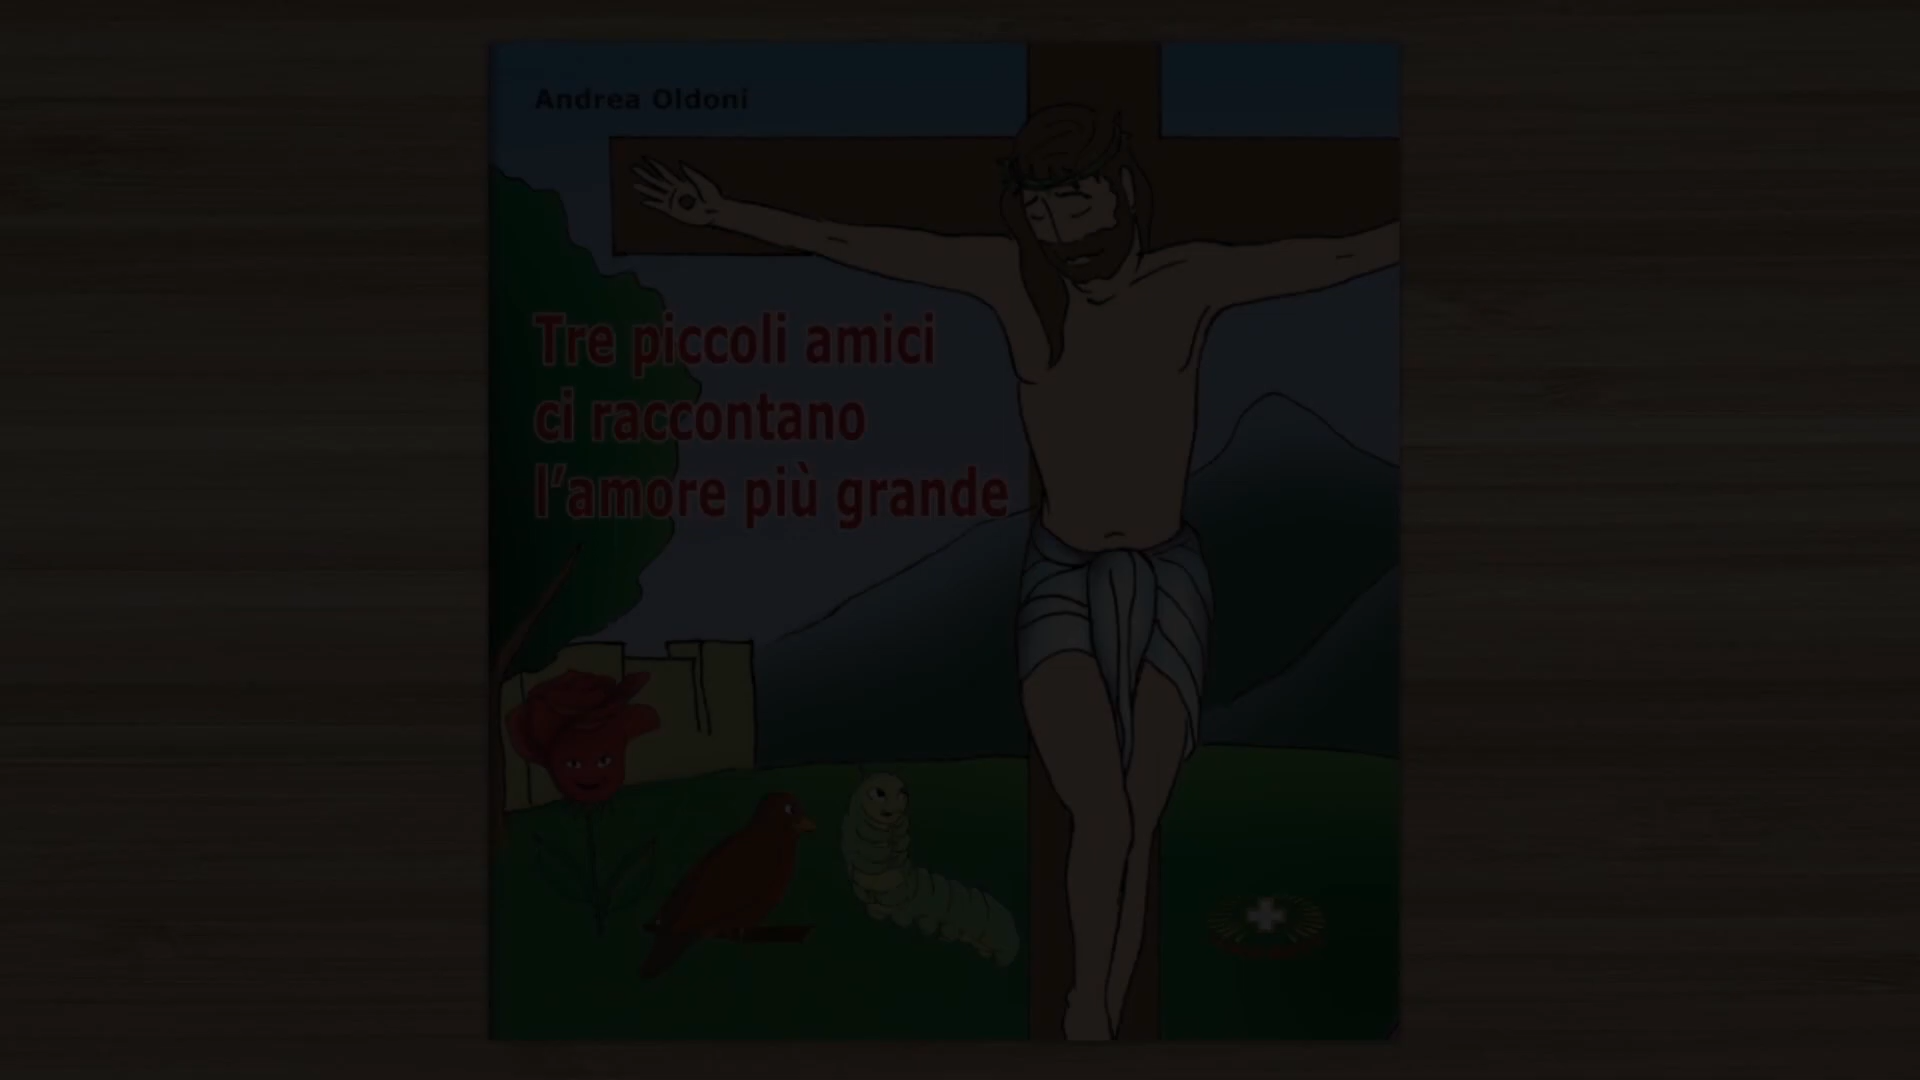 Andrea Oldoni
Tre piccoli amici
ci raccontano
l'amore più grande